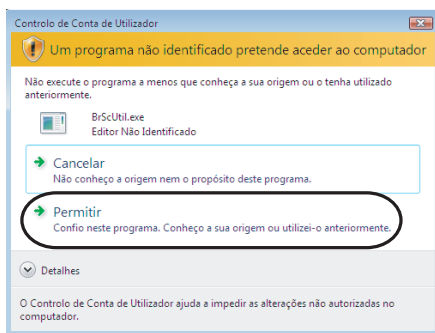 Controlo de Conta de Utilizador
Um programa não identificado pretende aceder ao computador
Não execute o programa a menos que conheça a sua origem ou o tenha utilizado
anteriormente.
BrScUtil.exe
Editor Não Identificado
Cancelar
Não conheço a origem nem o propósito deste programa.
Permitir
Confio neste programa. Conheço a sua origem ou utilizei-o anteriormente.
Detalhes
O Controlo de Conta de Utilizador ajuda a impedir as alterações não autorizadas no
computador.